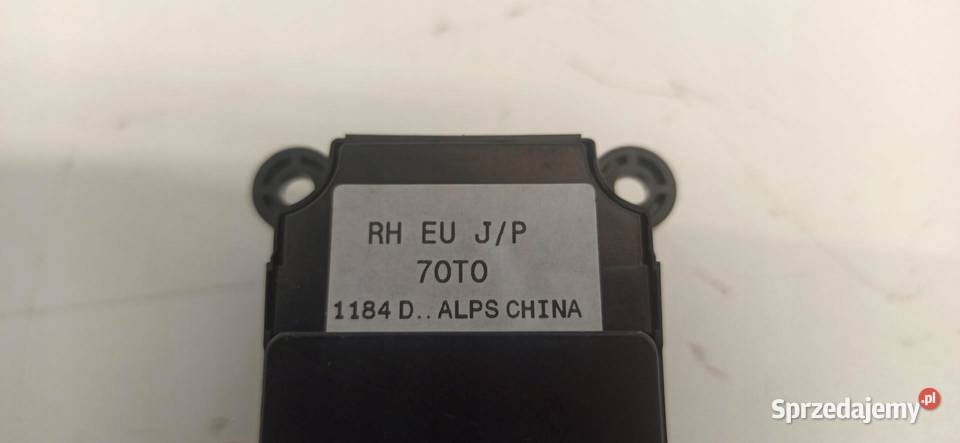 RH EU J/P
70T0
1184 D.. ALPS CHINA
Sprzedajemy.pl